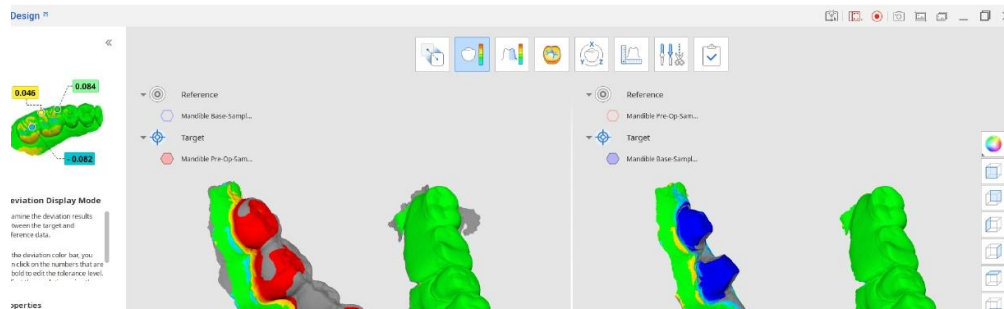 Design
0.046
0.084
- 0.082
eviation Display Mode
amine the deviation results
tween the target and
ference data.
the deviation color bar, you
n click on the numbers that are
bold to edit the tolerance level.
operties
Reference
Mandible Base-Sampl...
Target
Mandible Pre-Op-Sam...
Reference
Mandible Pre-Op-Sam...
Target
Mandible Base-Sampl...
X
Y
Z